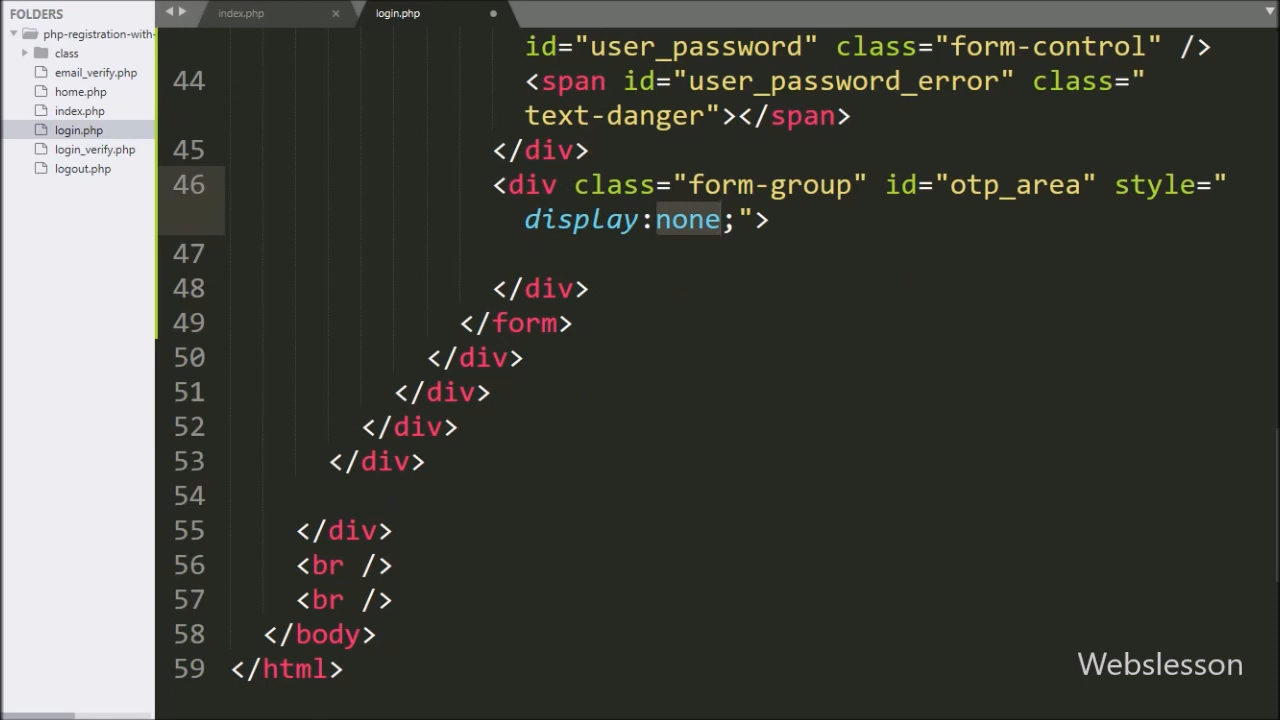 FOLDERS
php-registration-with-
class
email_verify.php
home.php
index.php
login.php
login_verify.php
logout.php
index.php × login.php
id="user_password" class="form-control" />
44 <span id="user_password_error" class="
text-danger"></span>
45 </div>
46 <div class="form-group" id="otp_area" style="
display:none;">
47
48 </div>
49 </form>
50 </div>
51 </div>
52 </div>
53 </div>
54
55 </div>
56 <br />
57 <br />
58 </body>
59 </html>
Webslesson